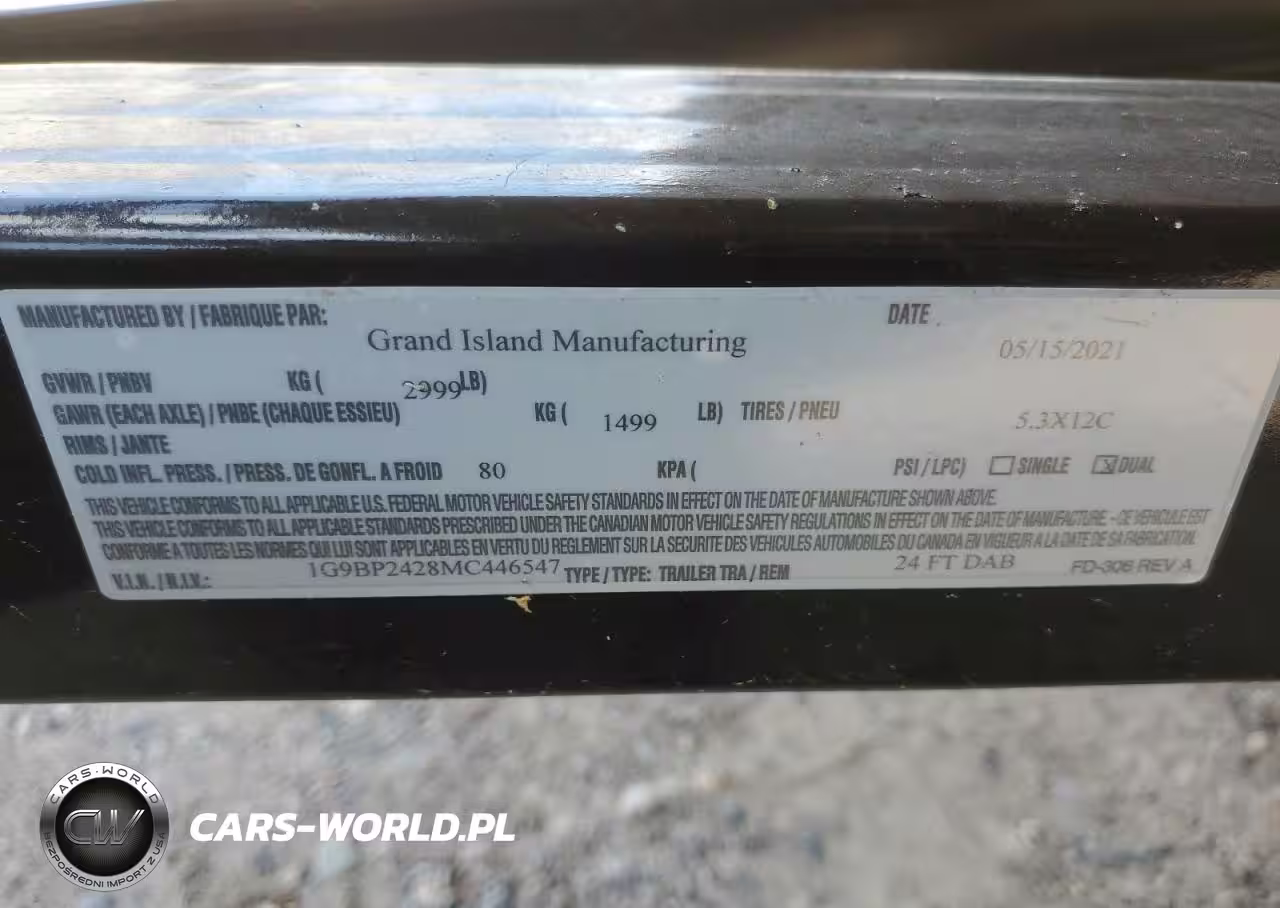 MANUFACTURED BY / FABRIQUE PAR: DATE
Grand Island Manufacturing 05/15/2021
GVWR / PNBV KG ( 2999 LB)
GAWR (EACH AXLE) / PNBE (CHAQUE ESSIEU) KG ( 1499 LB) TIRES / PNEU 5.3X12C
RIMS / JANTE
COLD INFL. PRESS. / PRESS. DE GONFL. A FROID 80 KPA ( PSI / LPC) SINGLE DUAL
THIS VEHICLE CONFORMS TO ALL APPLICABLE U.S. FEDERAL MOTOR VEHICLE SAFETY STANDARDS IN EFFECT ON THE DATE OF MANUFACTURE SHOWN ABOVE.
THIS VEHICLE CONFORMS TO ALL APPLICABLE STANDARDS PRESCRIBED UNDER THE CANADIAN MOTOR VEHICLE SAFETY REGULATIONS IN EFFECT ON THE DATE OF MANUFACTURE. - CE VEHICULE EST
CONFORME A TOUTES LES NORMES QUI LUI SONT APPLICABLES EN VERTU DU REGLEMENT SUR LA SECURITE DES VEHICULES AUTOMOBILES DU CANADA EN VIGUEUR A LA DATE DE SA FABRICATION.
V.I.N. / N.I.V.: 1G9BP2428MC446547 TYPE / TYPE: TRAILER TRA / REM 24 FT DAB FD-306 REV A
CARS-WORLD
CW
BEZPOŚREDNI IMPORT Z USA
CARS-WORLD.PL